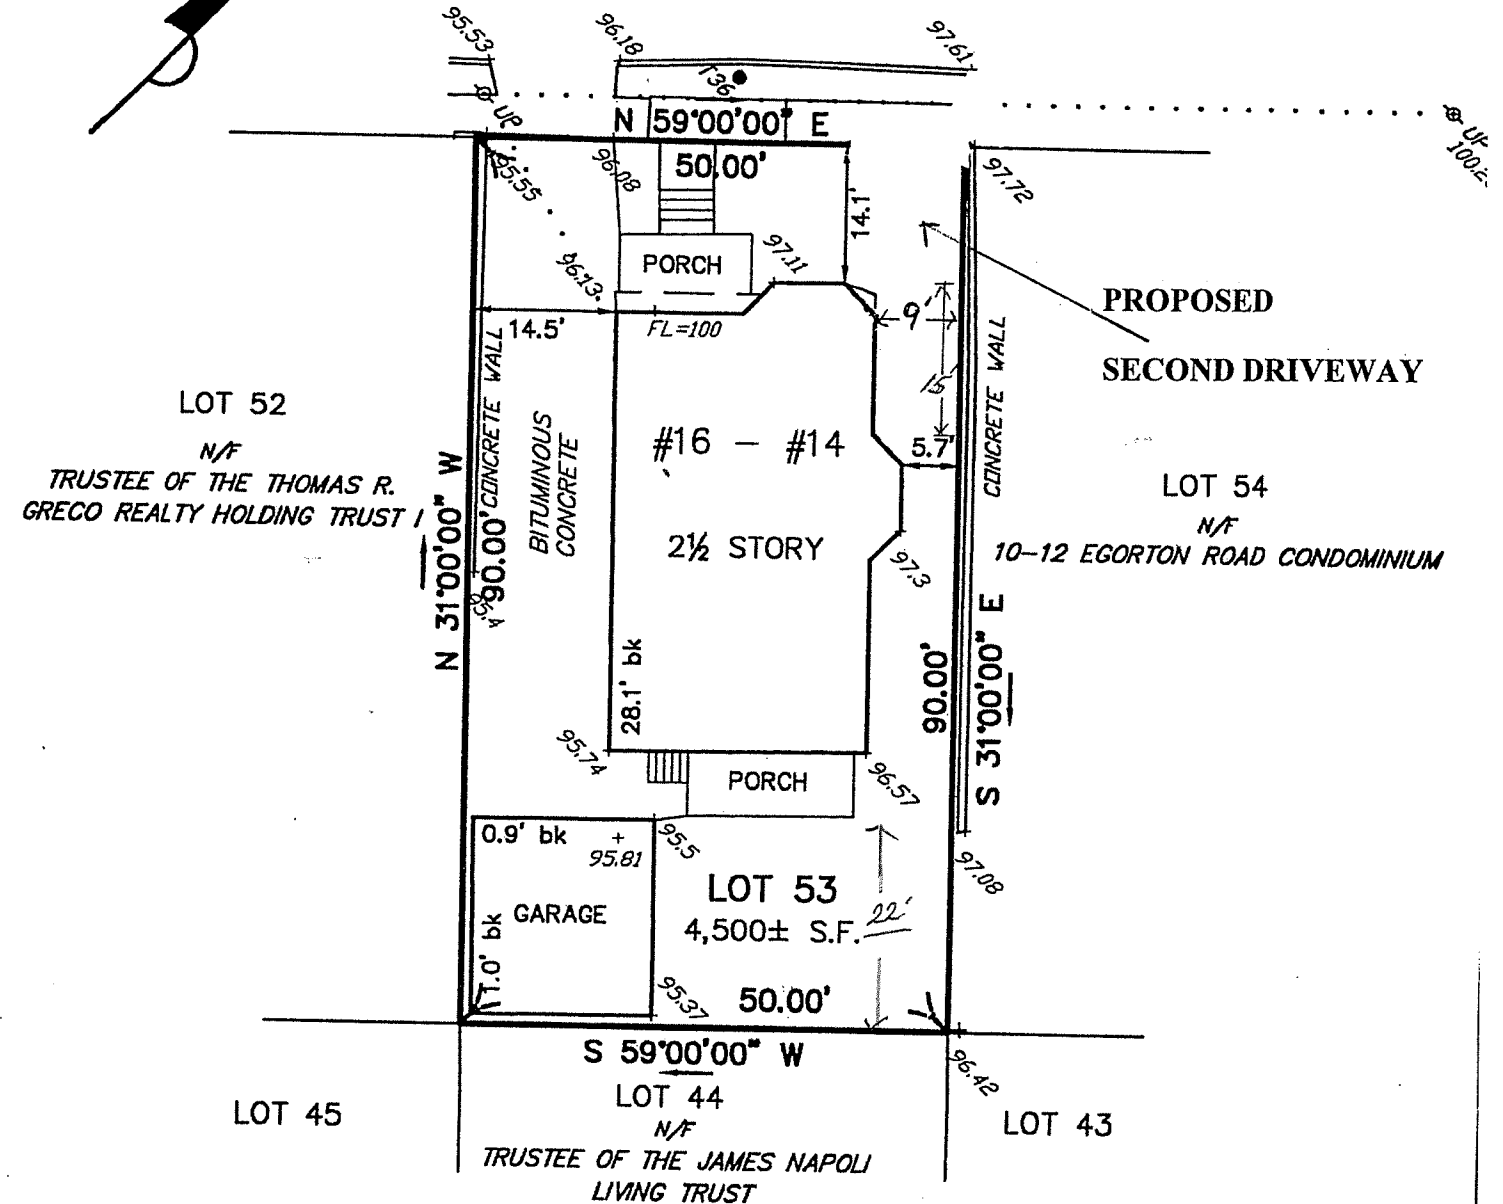 95.53
96.18
97.61
T36
UP
N 59°00'00" E
50.00'
95.55
96.08
97.72
UP
14.1'
PORCH
97.11
96.13
14.5'
FL=100
9'
15'
PROPOSED
SECOND DRIVEWAY
CONCRETE WALL
CONCRETE WALL
BITUMINOUS
CONCRETE
#16 - #14
5.7'
2½ STORY
97.3
LOT 52
N/F
TRUSTEE OF THE THOMAS R.
GRECO REALTY HOLDING TRUST I
LOT 54
N/F
10-12 EGORTON ROAD CONDOMINIUM
N 31°00'00" W
90.00'
95.4
28.1' bk
90.00'
S 31°00'00" E
95.74
PORCH
96.57
0.9' bk
95.81
95.5
GARAGE
1.0' bk
LOT 53
4,500± S.F.
22'
97.08
95.37
50.00'
S 59°00'00" W
96.42
LOT 45
LOT 44
N/F
TRUSTEE OF THE JAMES NAPOLI
LIVING TRUST
LOT 43